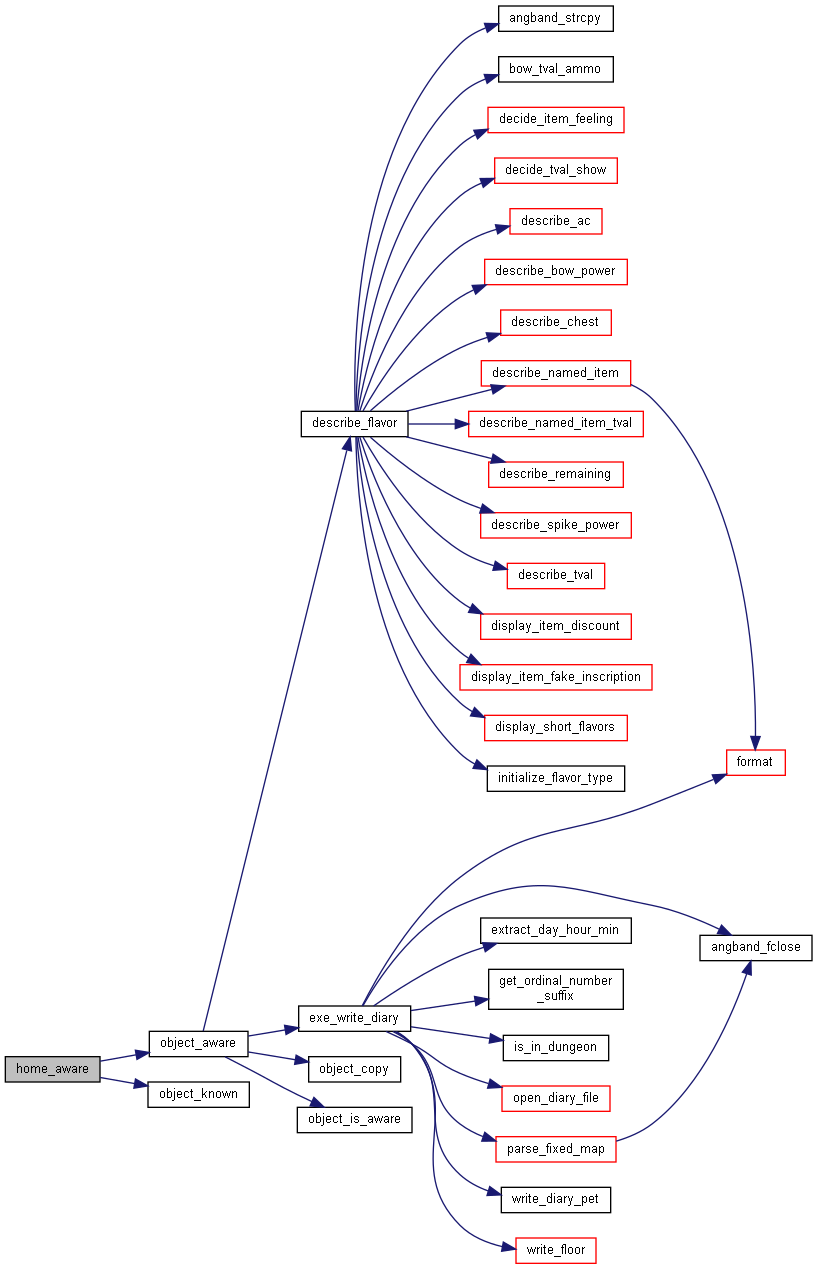 angband_strcpy
bow_tval_ammo
decide_item_feeling
decide_tval_show
describe_ac
describe_bow_power
describe_chest
describe_named_item
describe_flavor
describe_named_item_tval
describe_remaining
describe_spike_power
describe_tval
display_item_discount
display_item_fake_inscription
display_short_flavors
format
initialize_flavor_type
extract_day_hour_min
angband_fclose
get_ordinal_number
_suffix
exe_write_diary
object_aware
is_in_dungeon
home_aware
object_copy
object_known
open_diary_file
object_is_aware
parse_fixed_map
write_diary_pet
write_floor